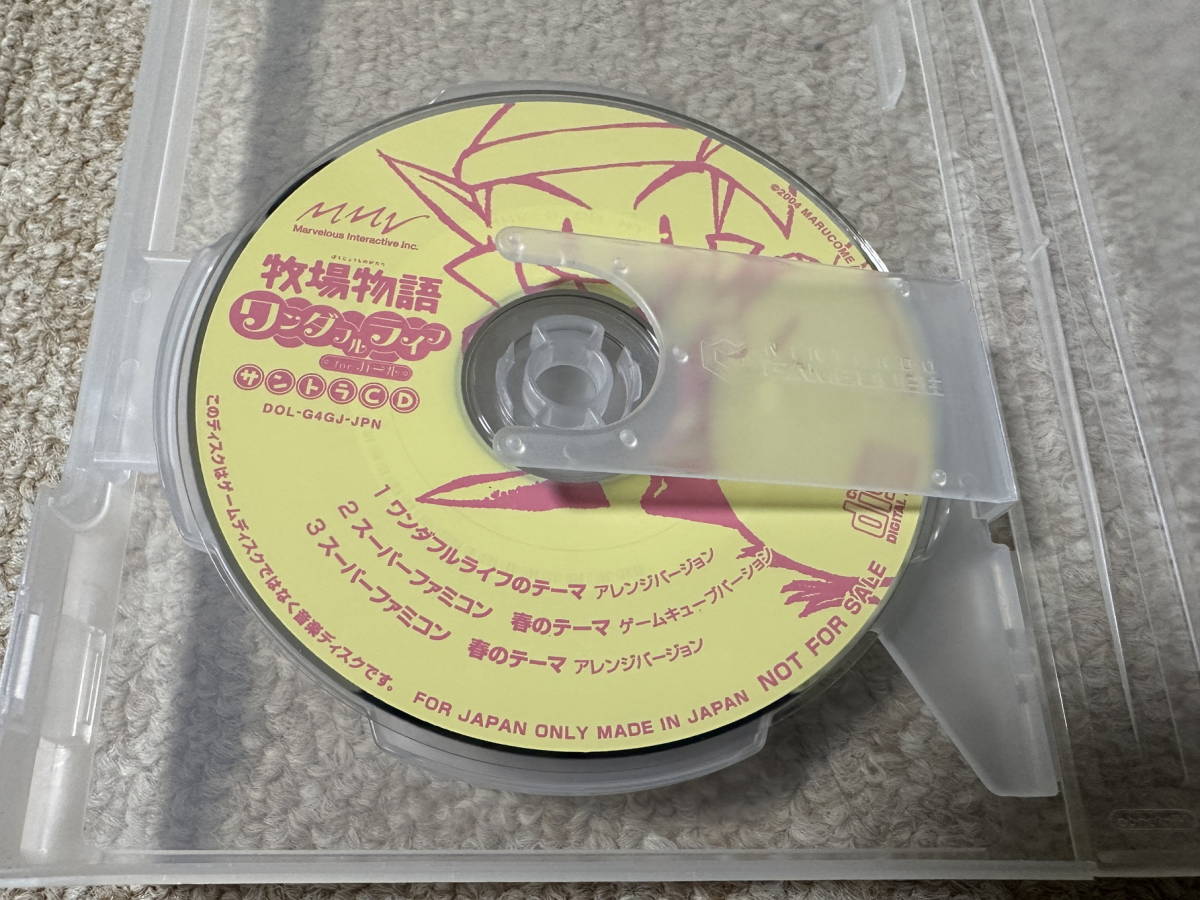 MMV
Marvelous Interactive Inc.
ぼくじょうものがたり
牧場物語
ワンダフルライフ
for ガール
サントラCD
DOL-G4GJ-JPN
©2004 MARUCOME
1 ワンダフルライフのテーマ アレンジバージョン
2 スーパーファミコン 春のテーマ ゲームキューブバージョン
3 スーパーファミコン 春のテーマ アレンジバージョン
このディスクはゲームディスクではなく音楽ディスクです。
FOR JAPAN ONLY MADE IN JAPAN NOT FOR SALE
NINTENDO
GAMECUBE
DIGITAL